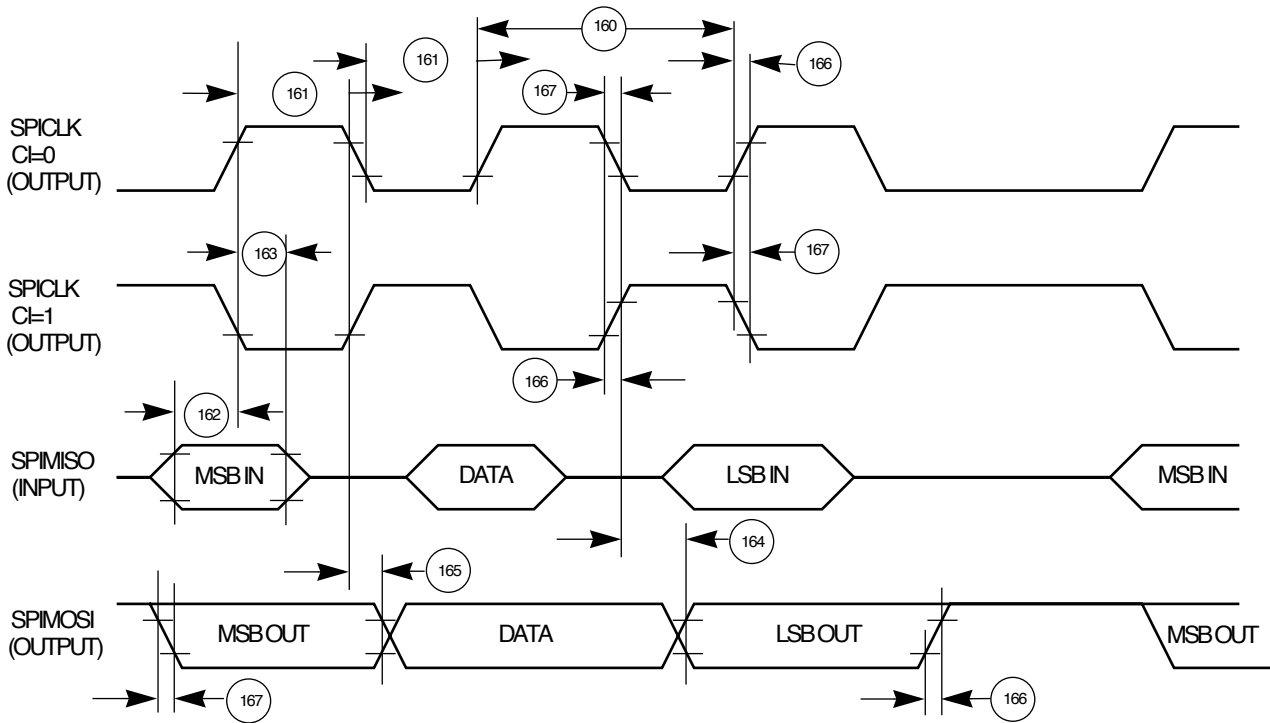 160
161
166
161
167
SPICLK
CI=0
(OUTPUT)
163
167
SPICLK
CI=1
(OUTPUT)
166
162
SPIMISO
(INPUT)
MSB IN
DATA
LSB IN
MSB IN
164
165
SPIMOSI
(OUTPUT)
MSB OUT
DATA
LSB OUT
MSB OUT
167
166